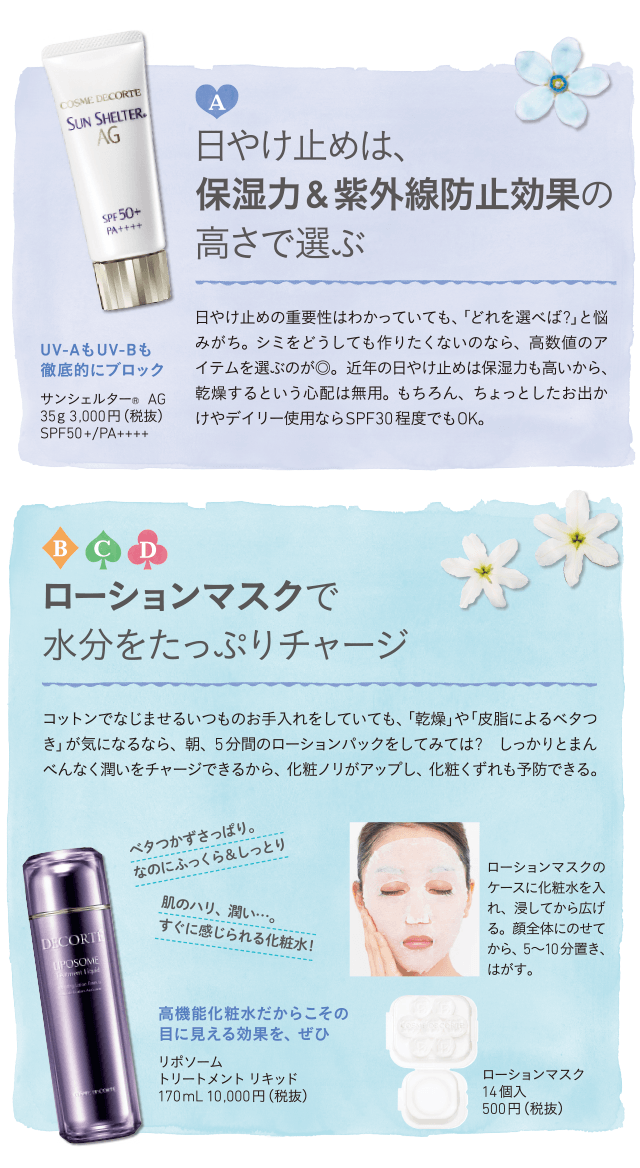 COSME DECORTE
SUN SHELTER®
AG
SPF 50+
PA++++
A
日やけ止めは、
保湿力＆紫外線防止効果の
高さで選ぶ
日やけ止めの重要性はわかっていても、「どれを選べば?」と悩
みがち。シミをどうしても作りたくないのなら、高数値のア
イテムを選ぶのが◎。近年の日やけ止めは保湿力も高いから、
乾燥するという心配は無用。もちろん、ちょっとしたお出か
けやデイリー使用ならSPF30程度でもOK。
UV-AもUV-Bも
徹底的にブロック
サンシェルター® AG
35g 3,000円（税抜）
SPF50+/PA++++
B C D
ローションマスクで
水分をたっぷりチャージ
コットンでなじませるいつものお手入れをしていても、「乾燥」や「皮脂によるベタつ
き」が気になるなら、朝、5分間のローションパックをしてみては?　しっかりとまん
べんなく潤いをチャージできるから、化粧ノリがアップし、化粧くずれも予防できる。
ベタつかずさっぱり。
なのにふっくら&しっとり
肌のハリ、潤い…。
すぐに感じられる化粧水!
DECORTÉ
LIPOSOME
Treatment Liquid
高機能化粧水だからこその
目に見える効果を、ぜひ
リポソーム
トリートメント リキッド
170mL 10,000円（税抜）
ローションマスクの
ケースに化粧水を入
れ、浸してから広げ
る。顔全体にのせて
から、5〜10分置き、
はがす。
ローションマスク
14個入
500円（税抜）